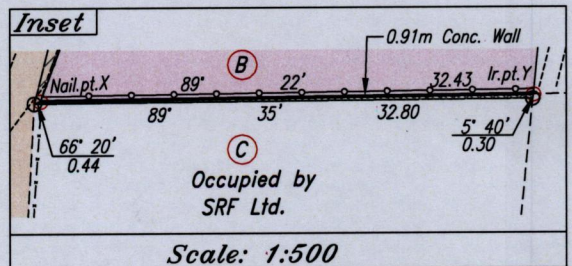 Inset
0.91m Conc. Wall
B
Nail.pt.X 89° 22' 32.43 Ir.pt.Y
89° 35' 32.80
66° 20'
0.44
5° 40'
0.30
C
Occupied by
SRF Ltd.
Scale: 1:500